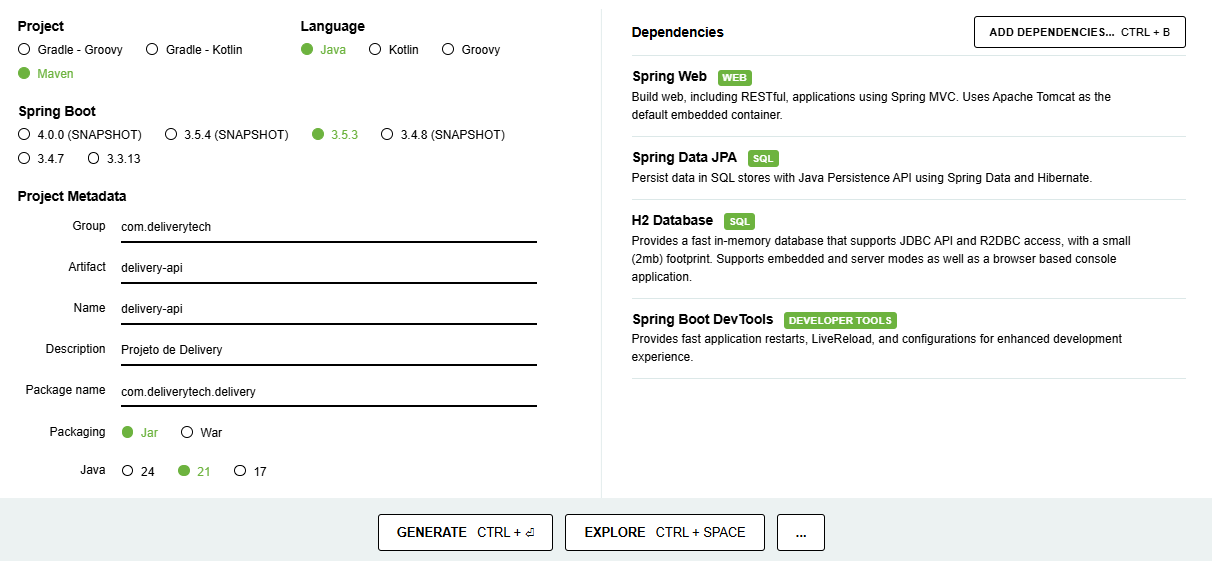 Project
Gradle - Groovy Gradle - Kotlin
Maven
Language
Java Kotlin Groovy
Spring Boot
4.0.0 (SNAPSHOT) 3.5.4 (SNAPSHOT) 3.5.3 3.4.8 (SNAPSHOT)
3.4.7 3.3.13
Project Metadata
Group com.deliverytech
Artifact delivery-api
Name delivery-api
Description Projeto de Delivery
Package name com.deliverytech.delivery
Packaging Jar War
Java 24 21 17
Dependencies
ADD DEPENDENCIES... CTRL + B
Spring Web WEB
Build web, including RESTful, applications using Spring MVC. Uses Apache Tomcat as the
default embedded container.
Spring Data JPA SQL
Persist data in SQL stores with Java Persistence API using Spring Data and Hibernate.
H2 Database SQL
Provides a fast in-memory database that supports JDBC API and R2DBC access, with a small
(2mb) footprint. Supports embedded and server modes as well as a browser based console
application.
Spring Boot DevTools DEVELOPER TOOLS
Provides fast application restarts, LiveReload, and configurations for enhanced development
experience.
GENERATE CTRL + ⏎
EXPLORE CTRL + SPACE
...